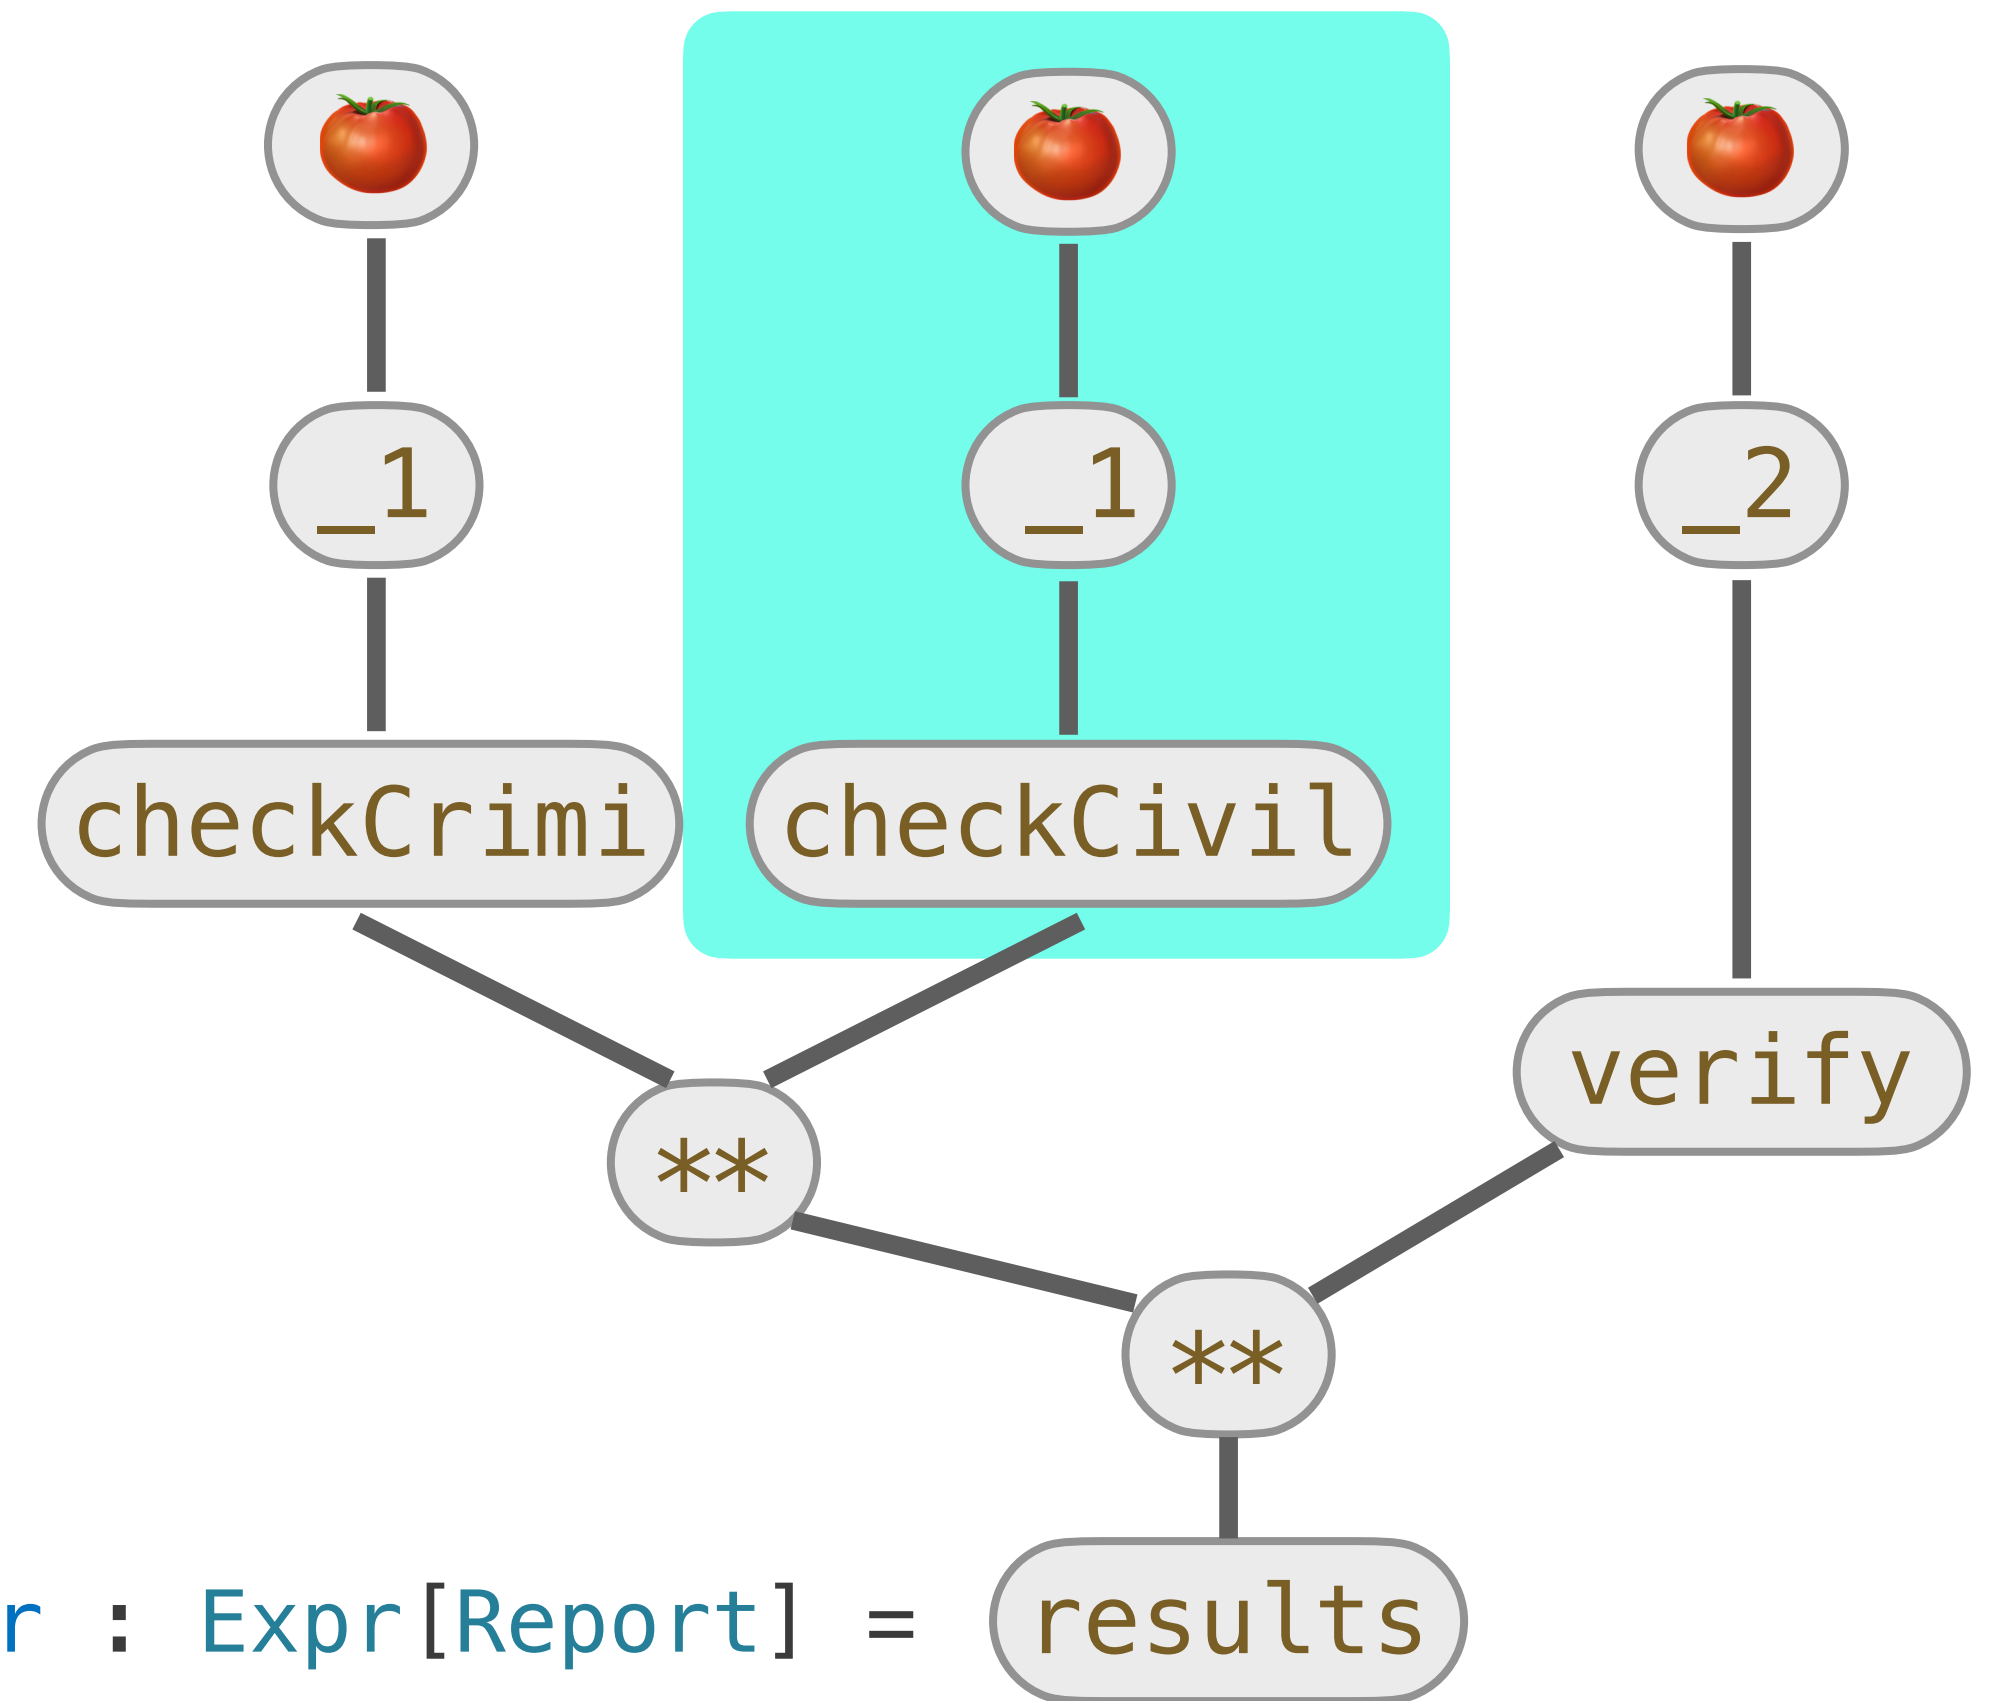 _1 _1 _2
checkCrimi checkCivil
verify
**
**
r : Expr[Report] = results